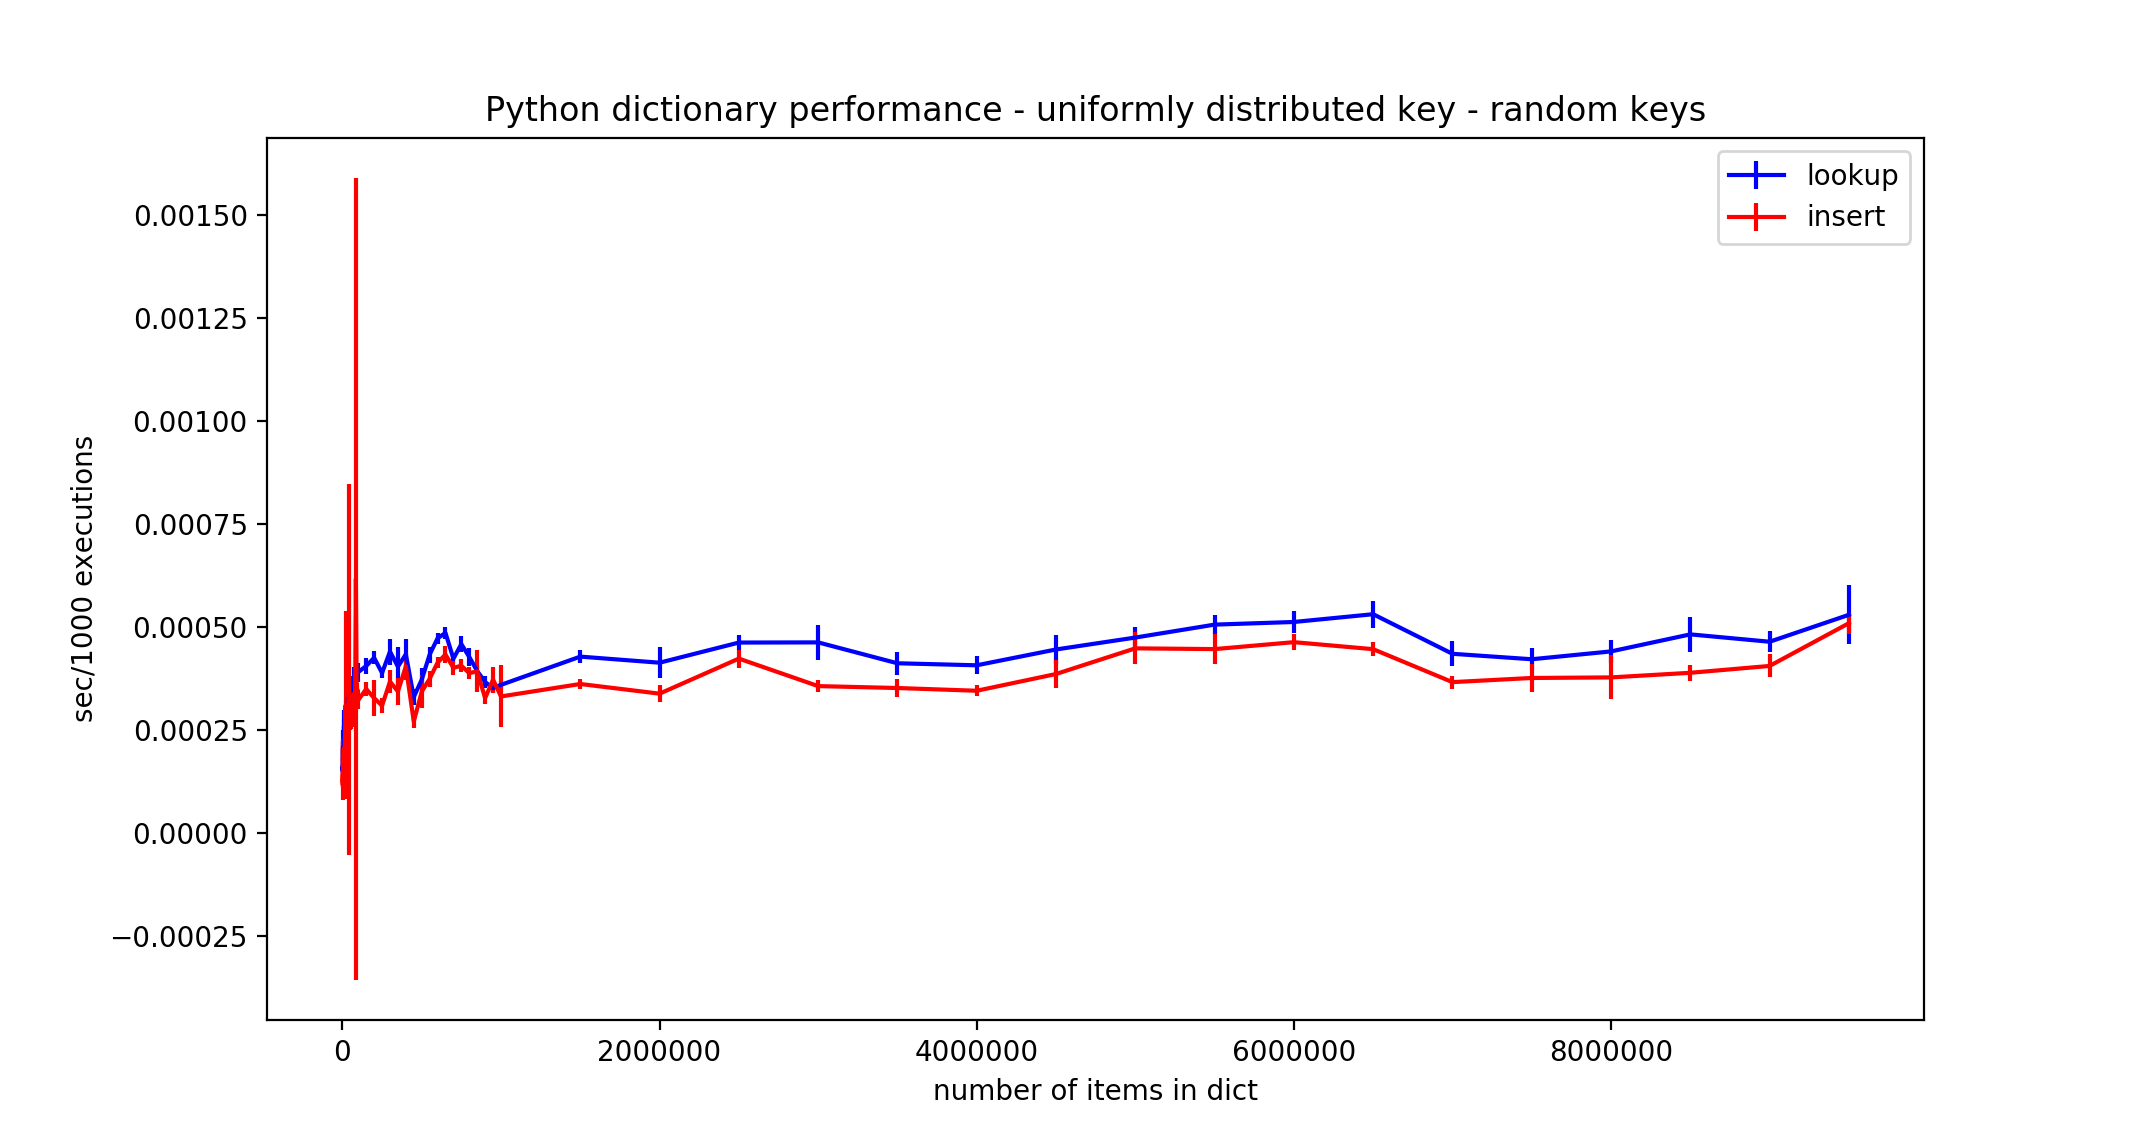 Python dictionary performance - uniformly distributed key - random keys
lookup
insert
sec/1000 executions
0.00150
0.00125
0.00100
0.00075
0.00050
0.00025
0.00000
−0.00025
0 2000000 4000000 6000000 8000000
number of items in dict